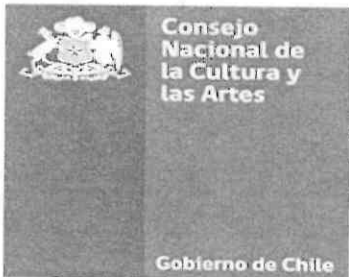 Consejo
Nacional de
la Cultura y
las Artes
Gobierno de Chile